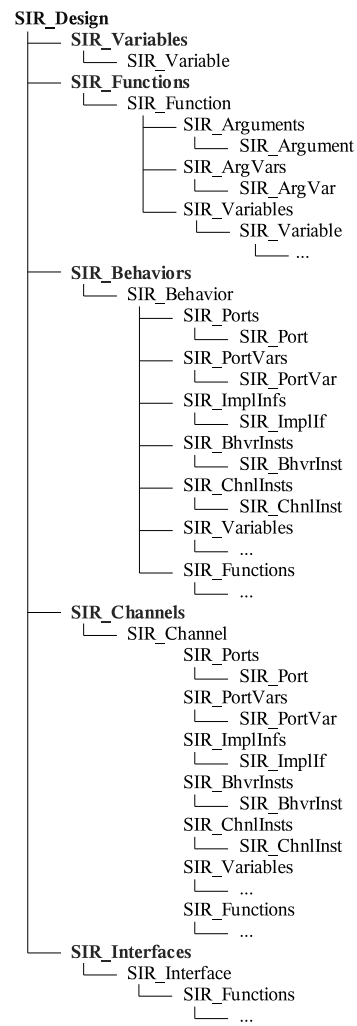 SIR_Design
SIR_Variables
SIR_Variable
SIR_Functions
SIR_Function
SIR_Arguments
SIR_Argument
SIR_ArgVars
SIR_ArgVar
SIR_Variables
SIR_Variable
...
SIR_Behaviors
SIR_Behavior
SIR_Ports
SIR_Port
SIR_PortVars
SIR_PortVar
SIR_ImplInfs
SIR_ImplIf
SIR_BhvrInsts
SIR_BhvrInst
SIR_ChnlInsts
SIR_ChnlInst
SIR_Variables
...
SIR_Functions
...
SIR_Channels
SIR_Channel
SIR_Ports
SIR_Port
SIR_PortVars
SIR_PortVar
SIR_ImplInfs
SIR_ImplIf
SIR_BhvrInsts
SIR_BhvrInst
SIR_ChnlInsts
SIR_ChnlInst
SIR_Variables
...
SIR_Functions
...
SIR_Interfaces
SIR_Interface
SIR_Functions
...